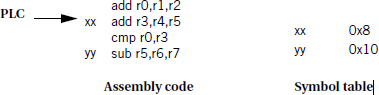 add r0,r1,r2
PLC xx add r3,r4,r5
cmp r0,r3 xx 0x8
yy sub r5,r6,r7 yy 0x10
Assembly code Symbol table